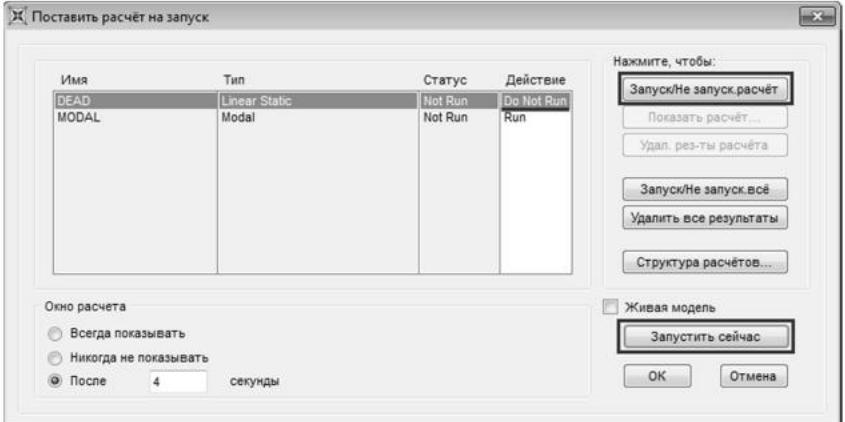 Поставить расчёт на запуск
Имя Тип Статус Действие
DEAD Linear Static Not Run Do Not Run
MODAL Modal Not Run Run
Нажмите, чтобы:
Запуск/Не запуск.расчёт
Показать расчёт...
Удал. рез-ты расчёта
Запуск/Не запуск.всё
Удалить все результаты
Структура расчётов...
Окно расчета
Всегда показывать
Никогда не показывать
После 4 секунды
Живая модель
Запустить сейчас
OK Отмена